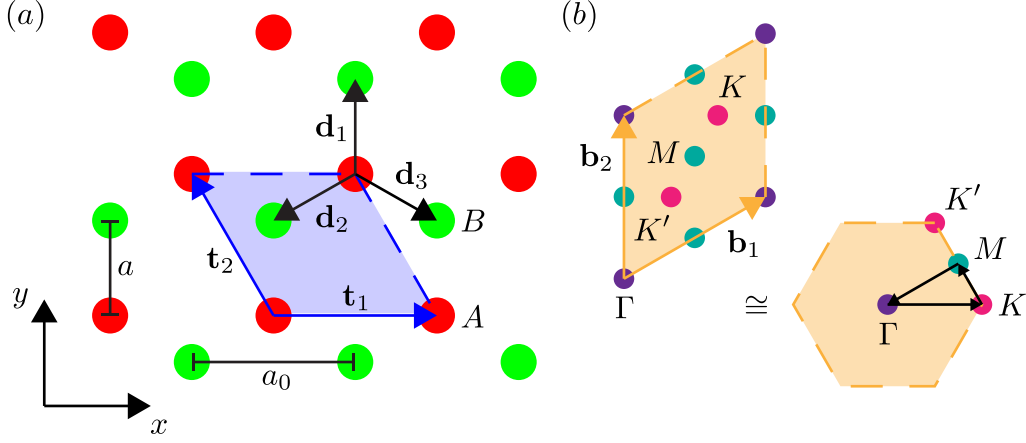 (a)
d₁
d₃
d₂
B
t₂
a
t₁
A
y
a₀
x
(b)
K
b₂
M
K′
b₁
Γ
≅
K′
M
K
Γ